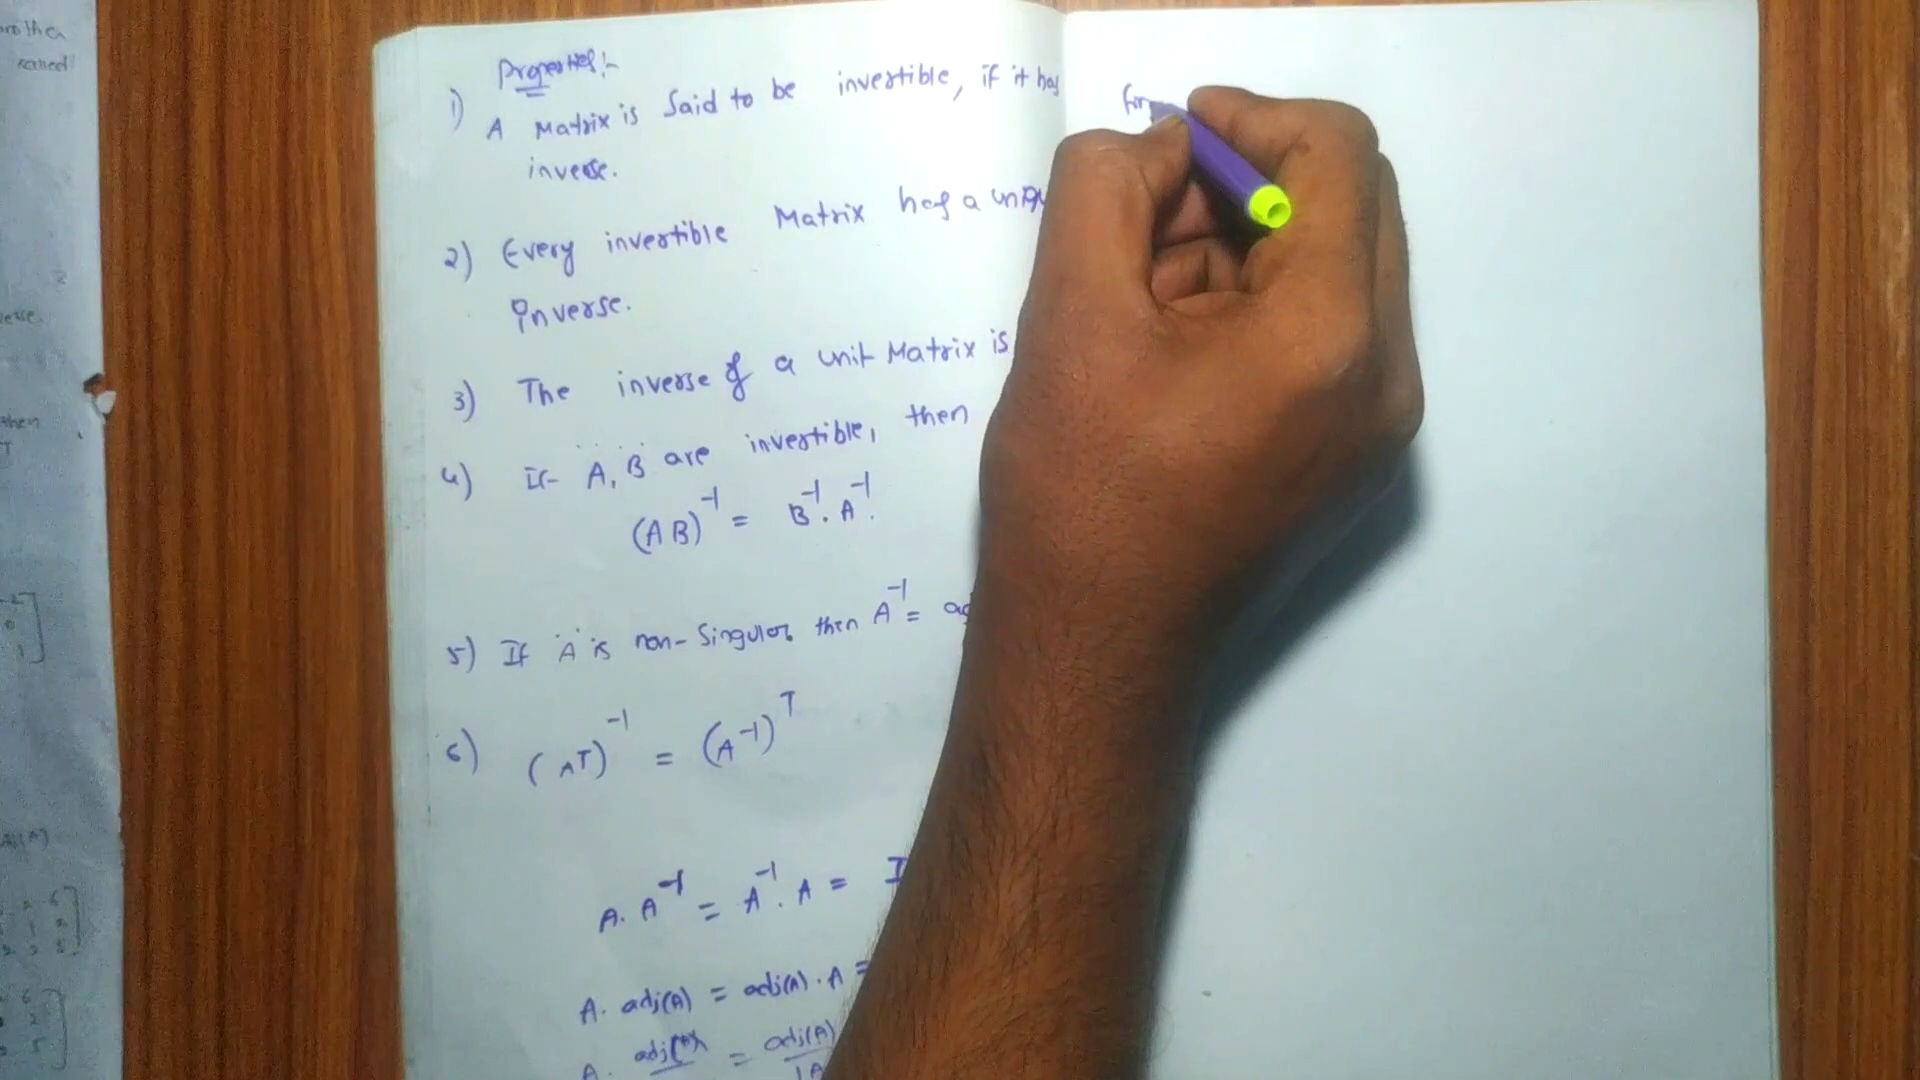 Properties:-
1) A Matrix is said to be invertible, if it has
inverse.
2) Every invertible Matrix has a
inverse.
3) The inverse of a unit Matrix is
4) If A, B are invertible, then
(AB)⁻¹ = B⁻¹. A⁻¹.
5) If 'A' is non-Singular then A⁻¹ =
6) (AT)⁻¹ = (A⁻¹)ᵀ
A. A⁻¹ = A⁻¹. A = I
A. adj(A) = adj(A). A =
A. = adj(A)
then
T